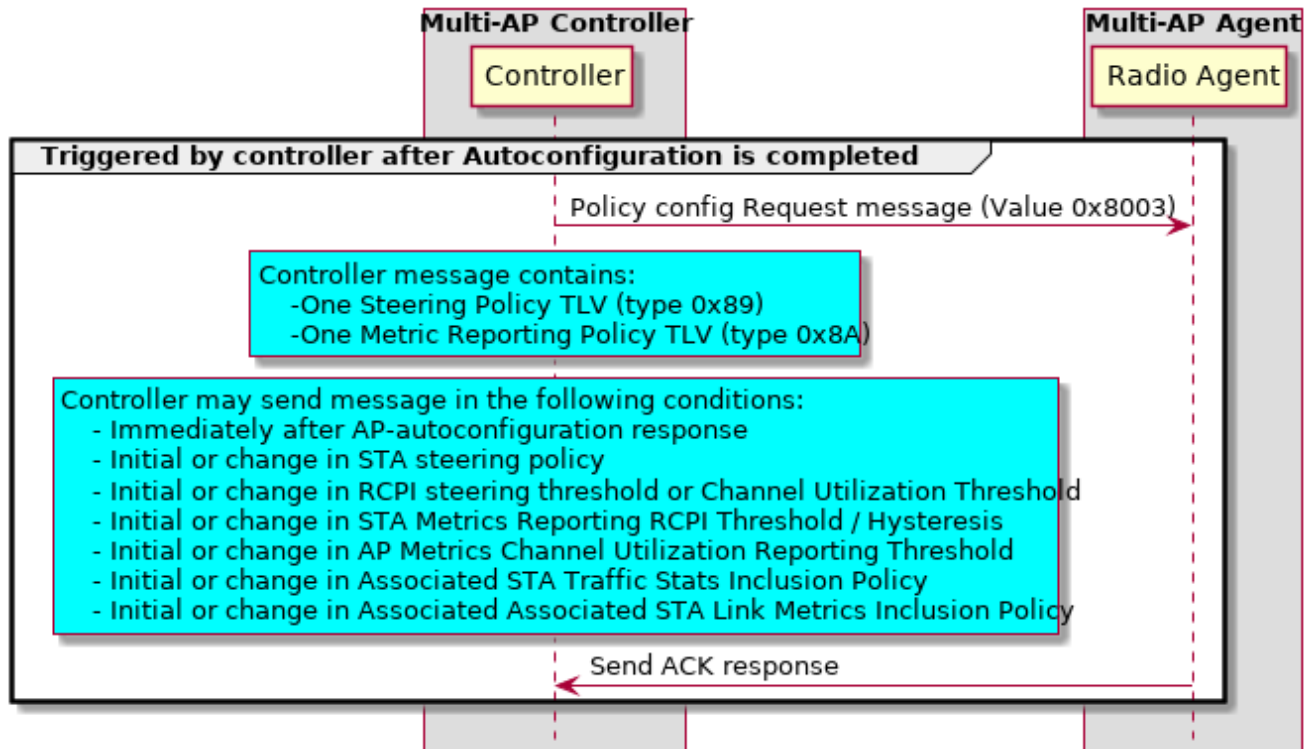 Multi-AP Controller
Multi-AP Agent
Controller
Radio Agent
Triggered by controller after Autoconfiguration is completed
Policy config Request message (Value 0x8003)
Controller message contains:
-One Steering Policy TLV (type 0x89)
-One Metric Reporting Policy TLV (type 0x8A)
Controller may send message in the following conditions:
- Immediately after AP-autoconfiguration response
- Initial or change in STA steering policy
- Initial or change in RCPI steering threshold or Channel Utilization Threshold
- Initial or change in STA Metrics Reporting RCPI Threshold / Hysteresis
- Initial or change in AP Metrics Channel Utilization Reporting Threshold
- Initial or change in Associated STA Traffic Stats Inclusion Policy
- Initial or change in Associated Associated STA Link Metrics Inclusion Policy
Send ACK response